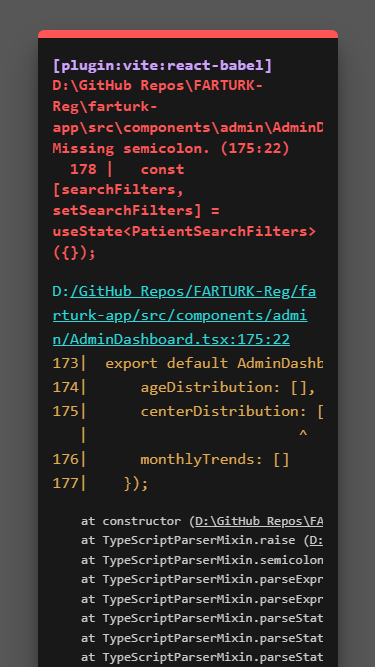 [plugin:vite:react-babel]
D:\GitHub Repos\FARTURK-
Reg\farturk-
app\src\components\admin\AdminD
Missing semicolon. (175:22)
178 |   const
[searchFilters,
setSearchFilters] =
useState<PatientSearchFilters>
({});
D:/GitHub Repos/FARTURK-Reg/fa
rturk-app/src/components/admi
n/AdminDashboard.tsx:175:22
173|  export default AdminDashb
174|      ageDistribution: [],
175|      centerDistribution: [
   |                        ^
176|      monthlyTrends: []
177|    });
at constructor (D:\GitHub Repos\FA
at TypeScriptParserMixin.raise (D:
at TypeScriptParserMixin.semicolon
at TypeScriptParserMixin.parseExpr
at TypeScriptParserMixin.parseExpr
at TypeScriptParserMixin.parseStat
at TypeScriptParserMixin.parseStat
at TypeScriptParserMixin.parseStat